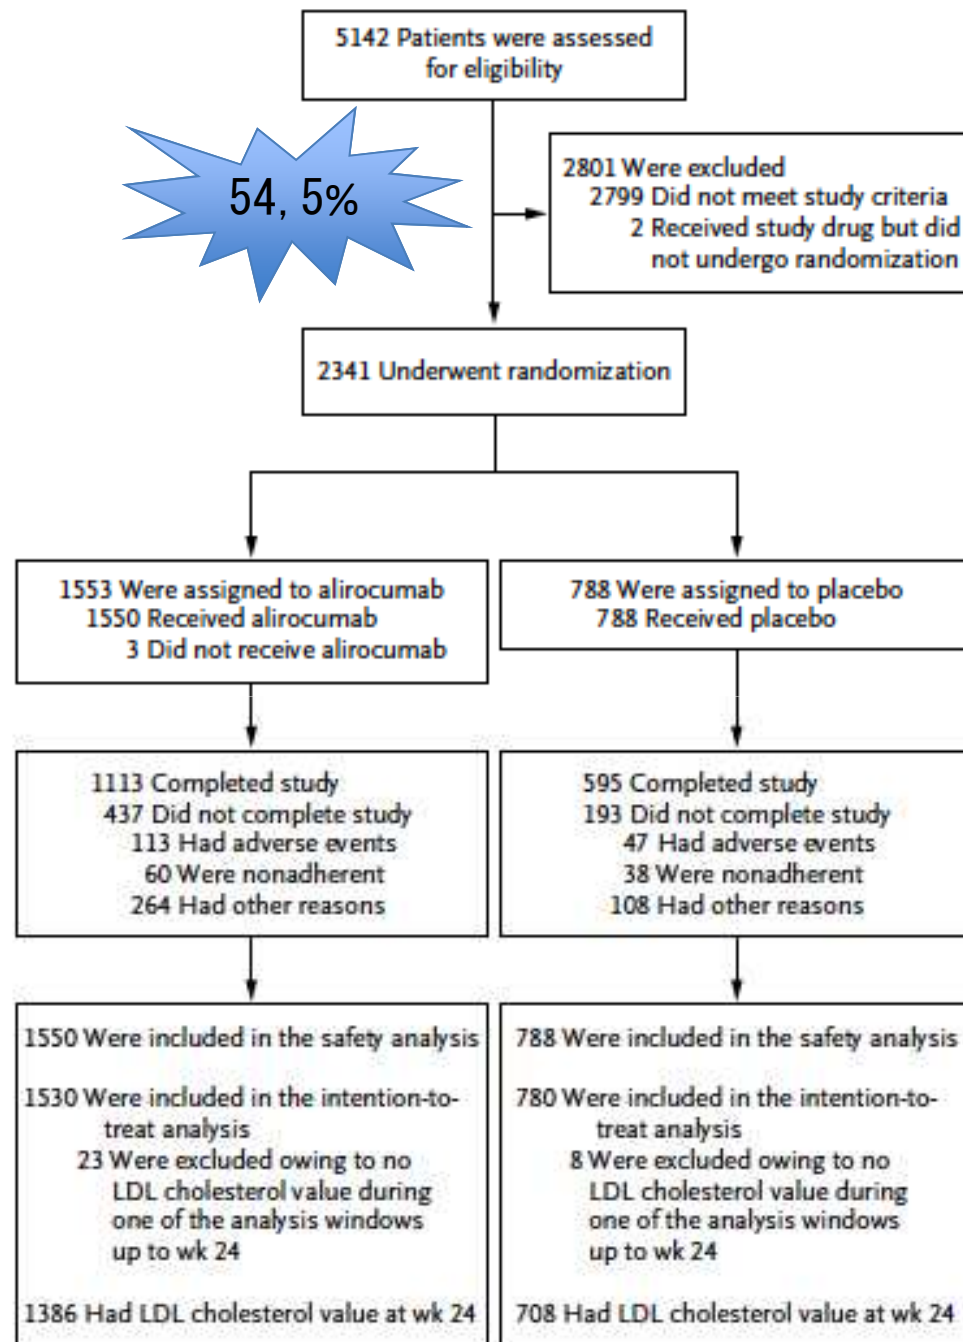 5142 Patients were assessed
for eligibility
54, 5%
2801 Were excluded
2799 Did not meet study criteria
2 Received study drug but did
not undergo randomization
2341 Underwent randomization
1553 Were assigned to alirocumab
1550 Received alirocumab
3 Did not receive alirocumab
788 Were assigned to placebo
788 Received placebo
1113 Completed study
437 Did not complete study
113 Had adverse events
60 Were nonadherent
264 Had other reasons
595 Completed study
193 Did not complete study
47 Had adverse events
38 Were nonadherent
108 Had other reasons
1550 Were included in the safety analysis
1530 Were included in the intention-to-
treat analysis
23 Were excluded owing to no
LDL cholesterol value during
one of the analysis windows
up to wk 24
1386 Had LDL cholesterol value at wk 24
788 Were included in the safety analysis
780 Were included in the intention-to-
treat analysis
8 Were excluded owing to no
LDL cholesterol value during
one of the analysis windows
up to wk 24
708 Had LDL cholesterol value at wk 24